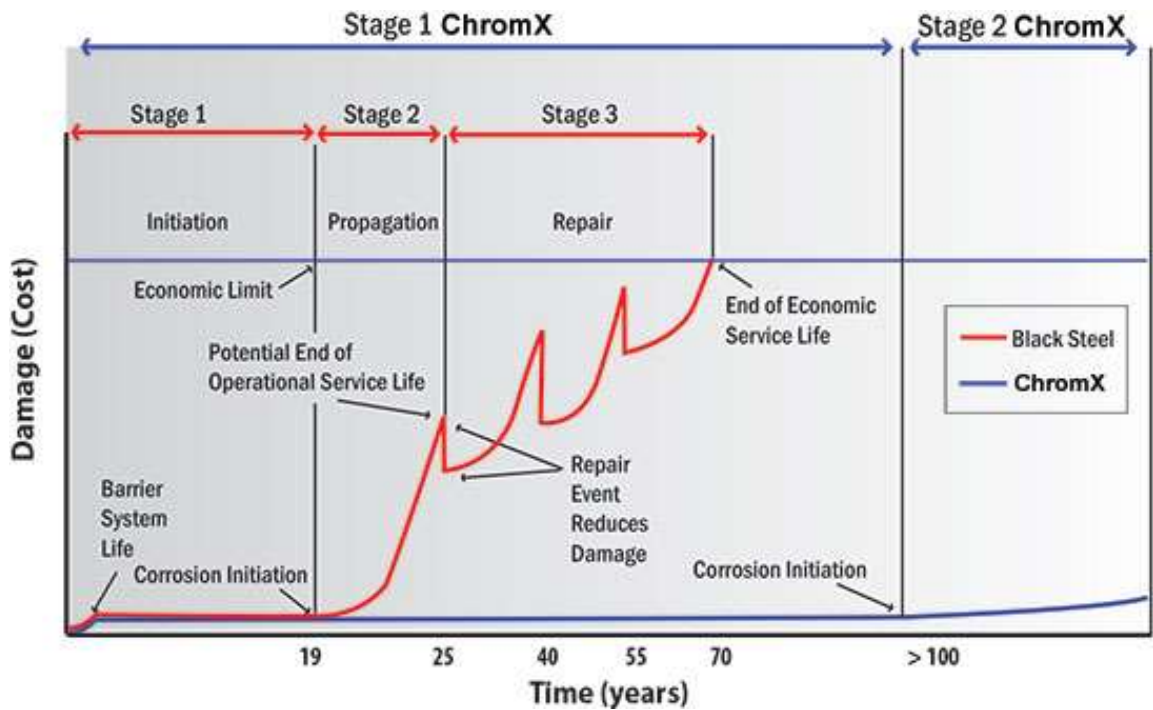 Stage 1 ChromX
Stage 2 ChromX
Stage 1
Stage 2
Stage 3
Initiation
Propagation
Repair
Economic Limit
End of Economic
Service Life
Potential End of
Operational Service Life
Black Steel
ChromX
Repair
Event
Reduces
Damage
Barrier
System
Life
Corrosion Initiation
Corrosion Initiation
Damage (Cost)
19
25
40
55
70
> 100
Time (years)